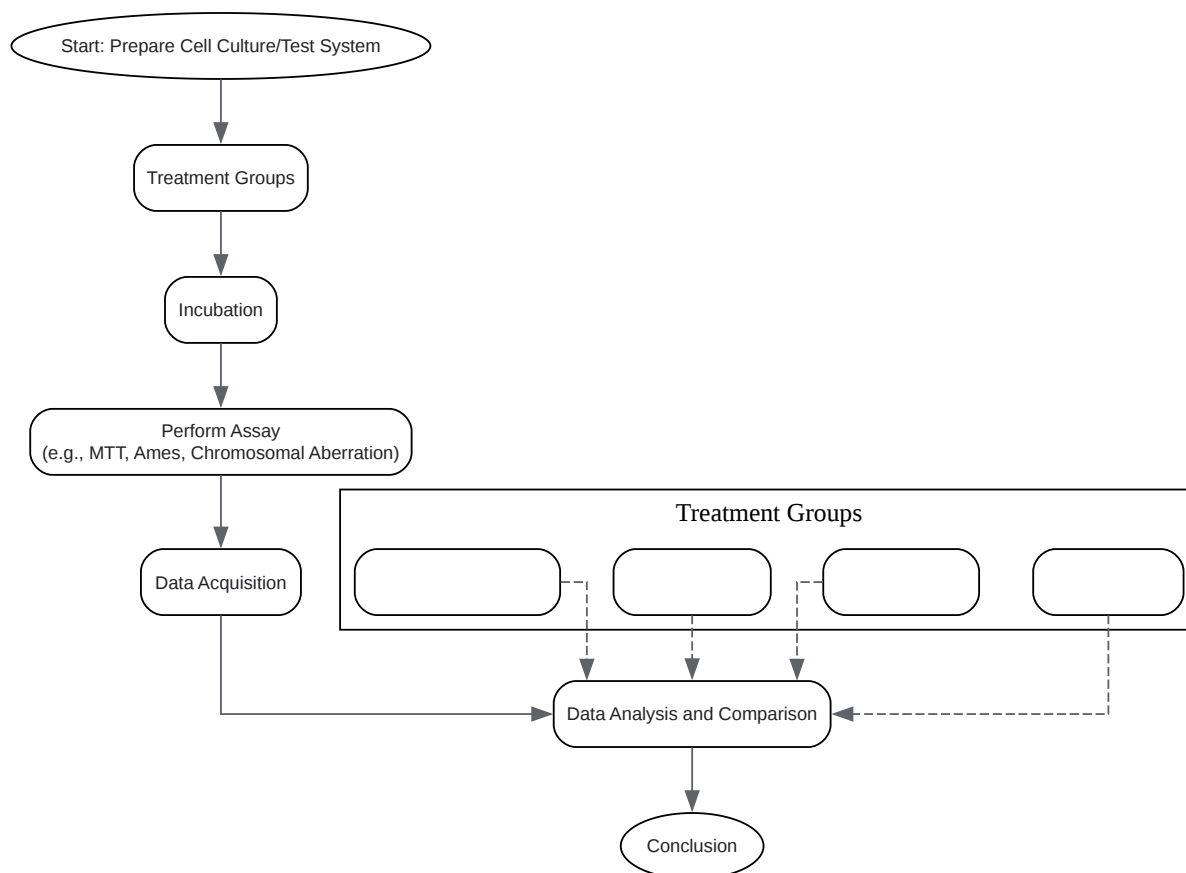 Start: Prepare Cell Culture/Test System
Treatment Groups
Incubation
Perform Assay
(e.g., MTT, Ames, Chromosomal Aberration)
Treatment Groups
Data Acquisition
Data Analysis and Comparison
Conclusion